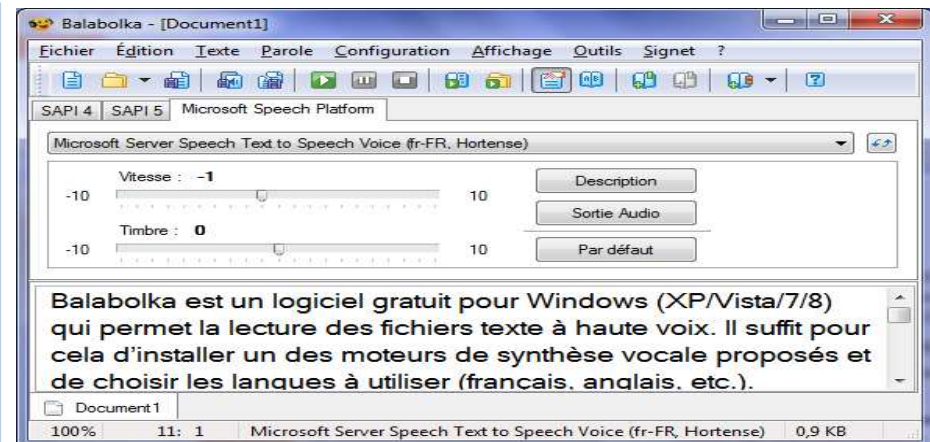 Balabolka - [Document1]
Fichier Édition Texte Parole Configuration Affichage Outils Signet ?
SAPI 4 SAPI 5 Microsoft Speech Platform
Microsoft Server Speech Text to Speech Voice (fr-FR, Hortense)
Vitesse : -1
-10 10
Description
Sortie Audio
Timbre : 0
-10 10
Par défaut
Balabolka est un logiciel gratuit pour Windows (XP/Vista/7/8)
qui permet la lecture des fichiers texte à haute voix. Il suffit pour
cela d'installer un des moteurs de synthèse vocale proposés et
de choisir les langues à utiliser (français, anglais, etc.).
Document1
100% 11: 1 Microsoft Server Speech Text to Speech Voice (fr-FR, Hortense) 0,9 KB